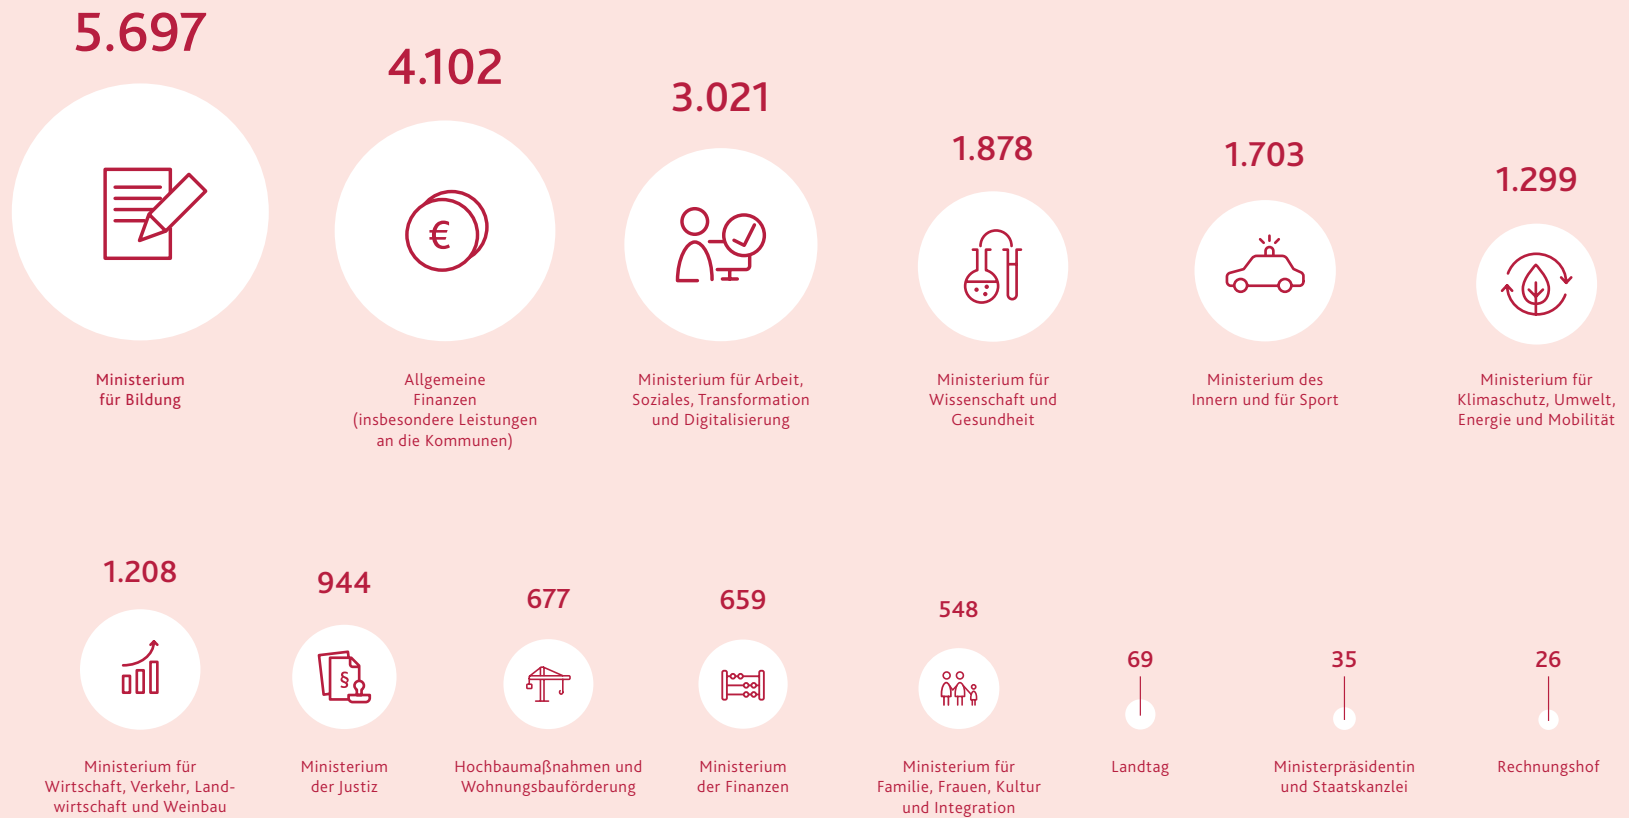 5.697
Ministerium
für Bildung
4.102
€
Allgemeine
Finanzen
(insbesondere Leistungen
an die Kommunen)
3.021
Ministerium für Arbeit,
Soziales, Transformation
und Digitalisierung
1.878
Ministerium für
Wissenschaft und
Gesundheit
1.703
Ministerium des
Innern und für Sport
1.299
Ministerium für
Klimaschutz, Umwelt,
Energie und Mobilität
1.208
Ministerium für
Wirtschaft, Verkehr, Land-
wirtschaft und Weinbau
944
§
Ministerium
der Justiz
677
Hochbaumaßnahmen und
Wohnungsbauförderung
659
Ministerium
der Finanzen
548
Ministerium für
Familie, Frauen, Kultur
und Integration
69
Landtag
35
Ministerpräsidentin
und Staatskanzlei
26
Rechnungshof